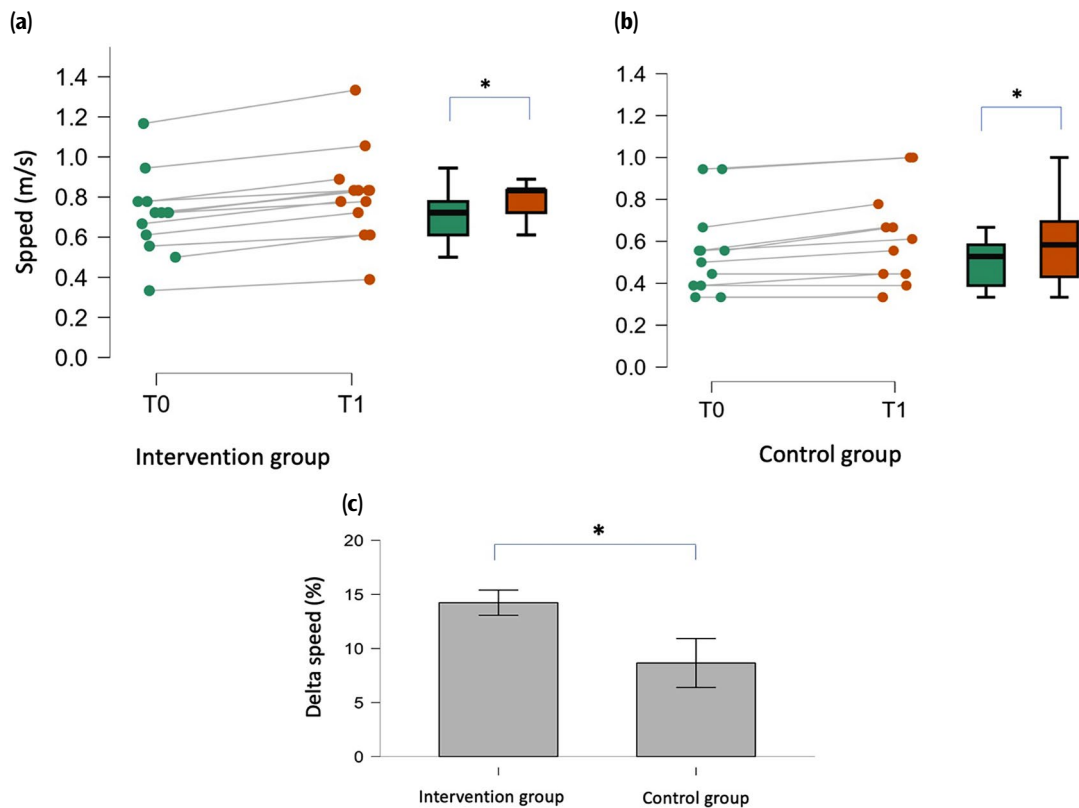 (a)
Spped (m/s)
1.4
1.2
1.0
0.8
0.6
0.4
0.2
0.0
*
T0 T1
Intervention group
(b)
1.4
1.2
1.0
0.8
0.6
0.4
0.2
0.0
*
T0 T1
Control group
(c)
Delta speed (%)
20
15
10
5
0
*
Intervention group Control group